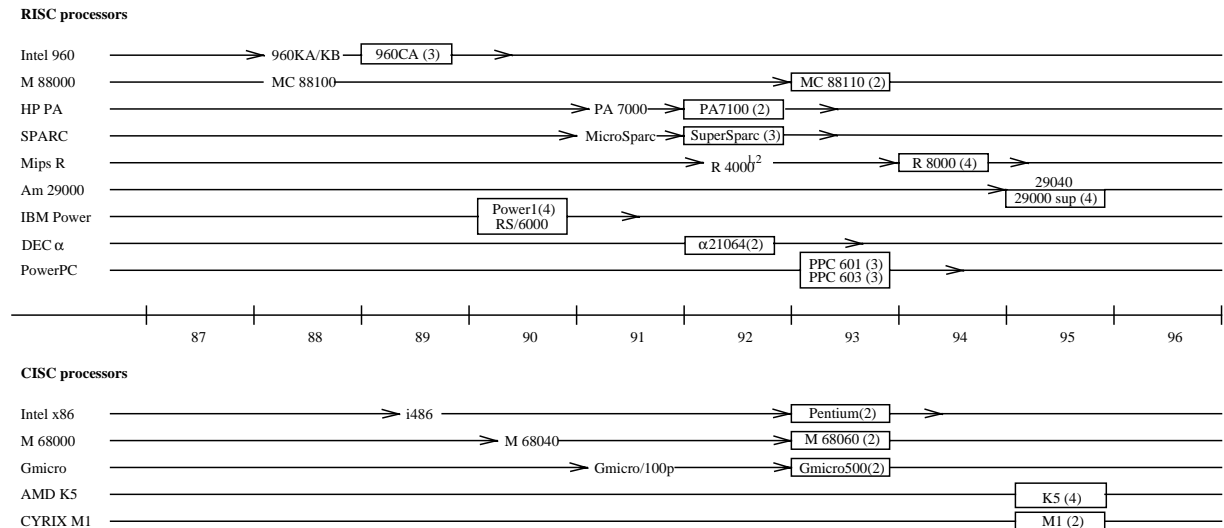 RISC processors
Intel 960 960KA/KB 960CA (3)
M 88000 MC 88100 MC 88110 (2)
HP PA PA 7000 PA7100 (2)
SPARC MicroSparc SuperSparc (3)
Mips R R 4000 1,2 R 8000 (4)
Am 29000 29040
29000 sup (4)
IBM Power Power1(4)
RS/6000
DEC α α21064(2)
PowerPC PPC 601 (3)
PPC 603 (3)
87 88 89 90 91 92 93 94 95 96
CISC processors
Intel x86 i486 Pentium(2)
M 68000 M 68040 M 68060 (2)
Gmicro Gmicro/100p Gmicro500(2)
AMD K5 K5 (4)
CYRIX M1 M1 (2)